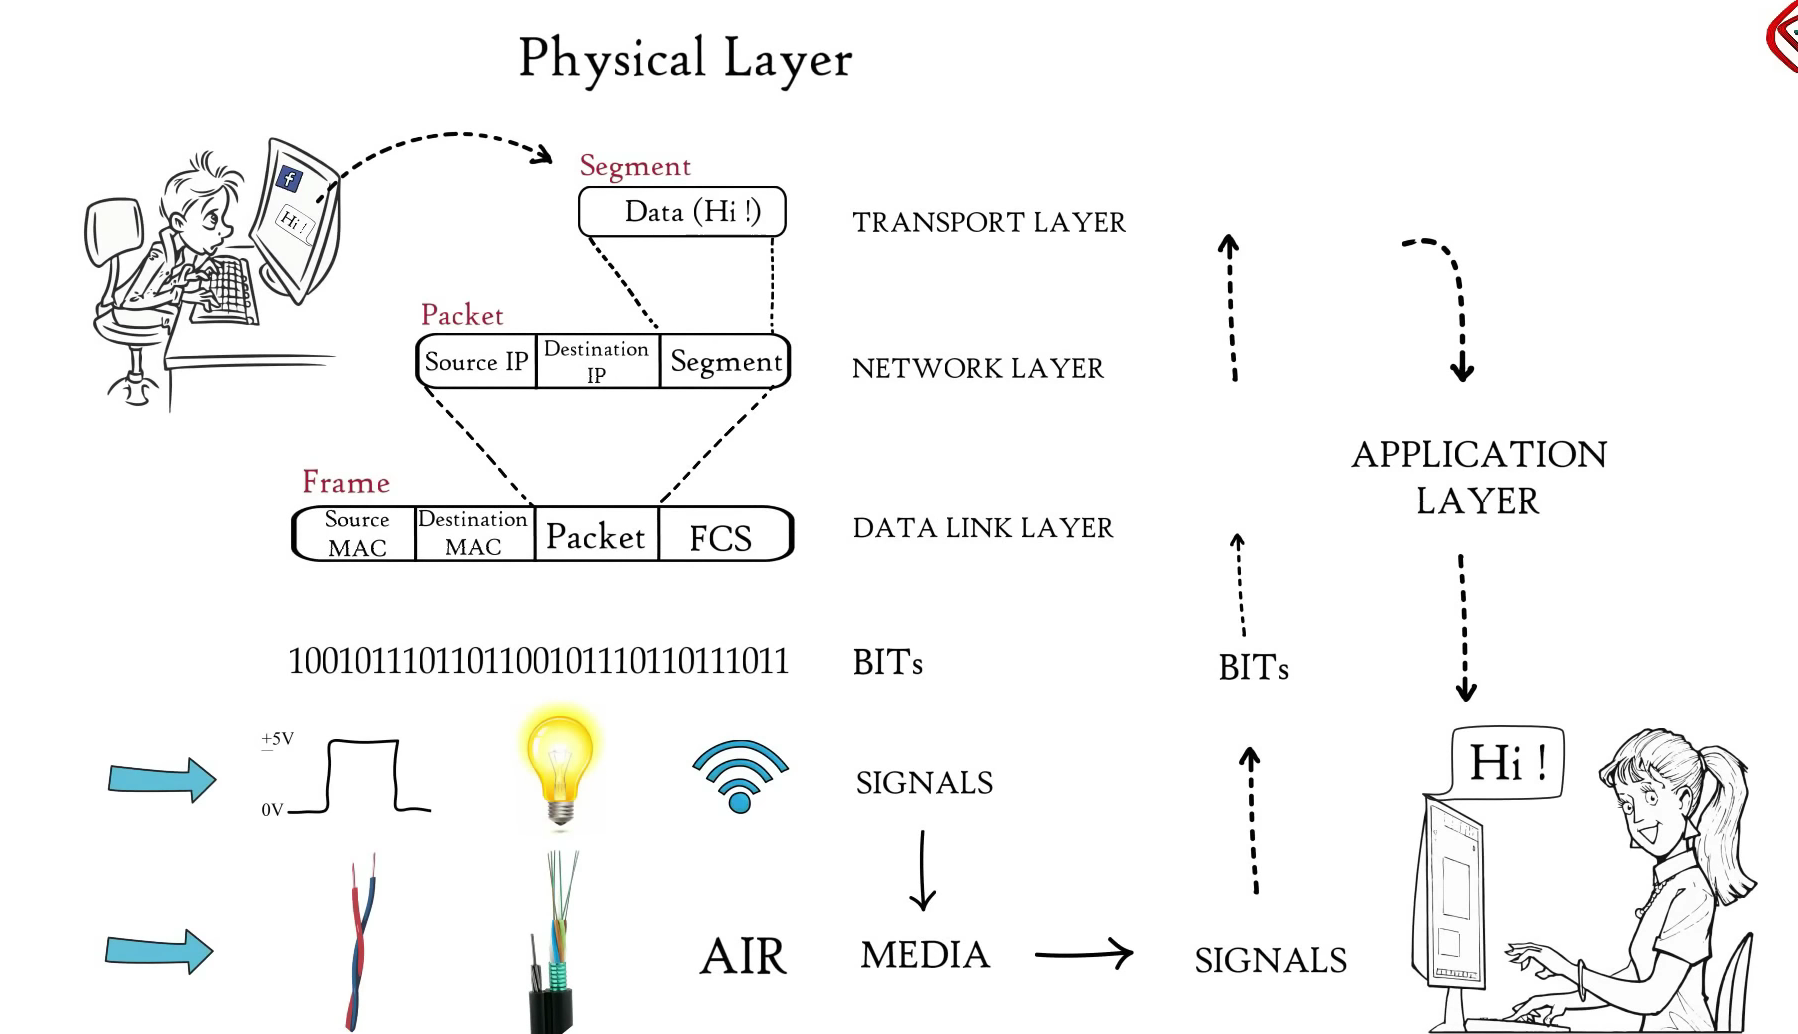 Physical Layer
f
Hi !
Segment
Data (Hi !)
TRANSPORT LAYER
Packet
Source IP
Destination
IP
Segment
NETWORK LAYER
APPLICATION
LAYER
Frame
Source
MAC
Destination
MAC
Packet
FCS
DATA LINK LAYER
1001011101101100101110110111011
BITs
BITs
+5V
0V
SIGNALS
Hi !
AIR
MEDIA
SIGNALS